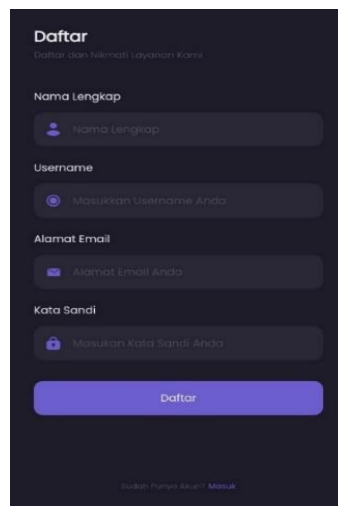 Daftar
Daftar dan Nikmati Layanan Kami
Nama Lengkap
Nama Lengkap
Username
Masukkan Username Anda
Alamat Email
Alamat Email Anda
Kata Sandi
Masukan Kata Sandi Anda
Daftar
Sudah Punya Akun? Masuk